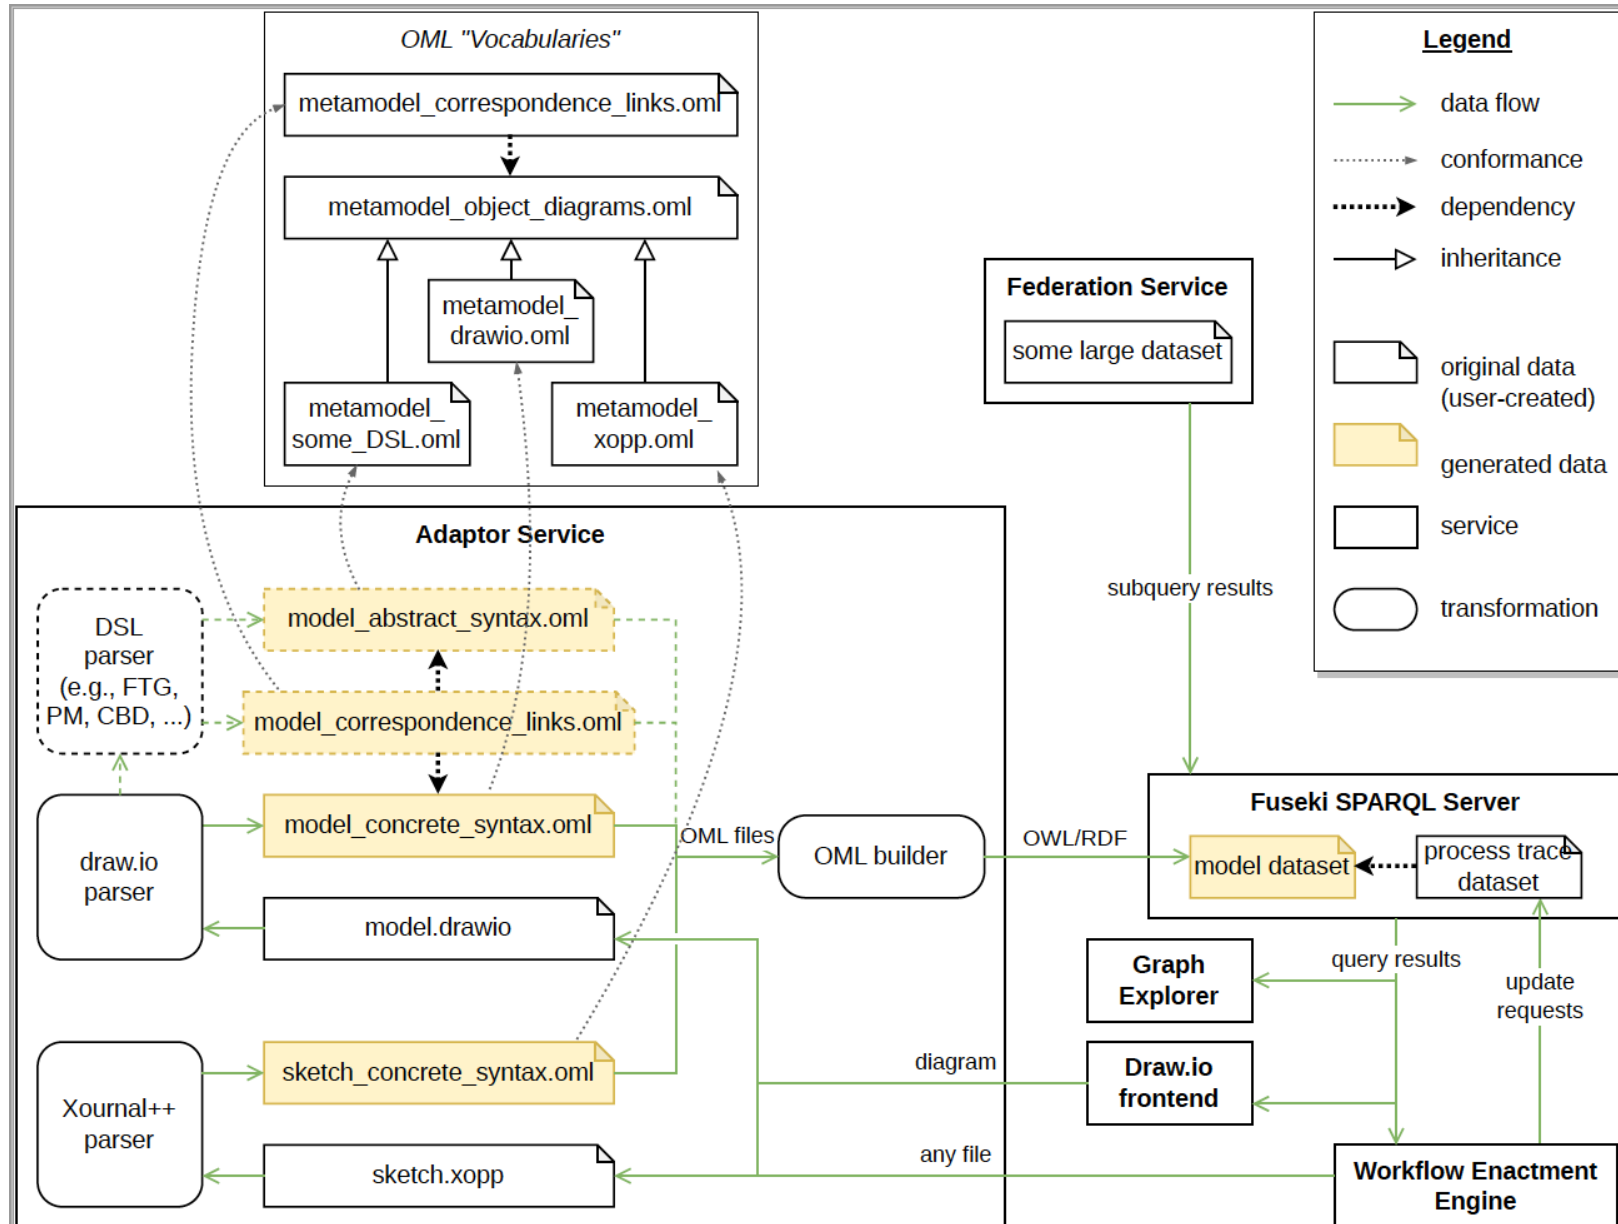 OML "Vocabularies"
metamodel_correspondence_links.oml
metamodel_object_diagrams.oml
metamodel_
drawio.oml
metamodel_
some_DSL.oml
metamodel_
xopp.oml
Legend
data flow
conformance
dependency
inheritance
original data
(user-created)
generated data
service
transformation
Federation Service
some large dataset
subquery results
Adaptor Service
DSL
parser
(e.g., FTG,
PM, CBD, ...)
model_abstract_syntax.oml
model_correspondence_links.oml
draw.io
parser
model_concrete_syntax.oml
model.drawio
OML files
OML builder
OWL/RDF
Xournal++
parser
sketch_concrete_syntax.oml
sketch.xopp
Fuseki SPARQL Server
model dataset
process trace
dataset
query results
update
requests
Graph
Explorer
Draw.io
frontend
diagram
any file
Workflow Enactment
Engine